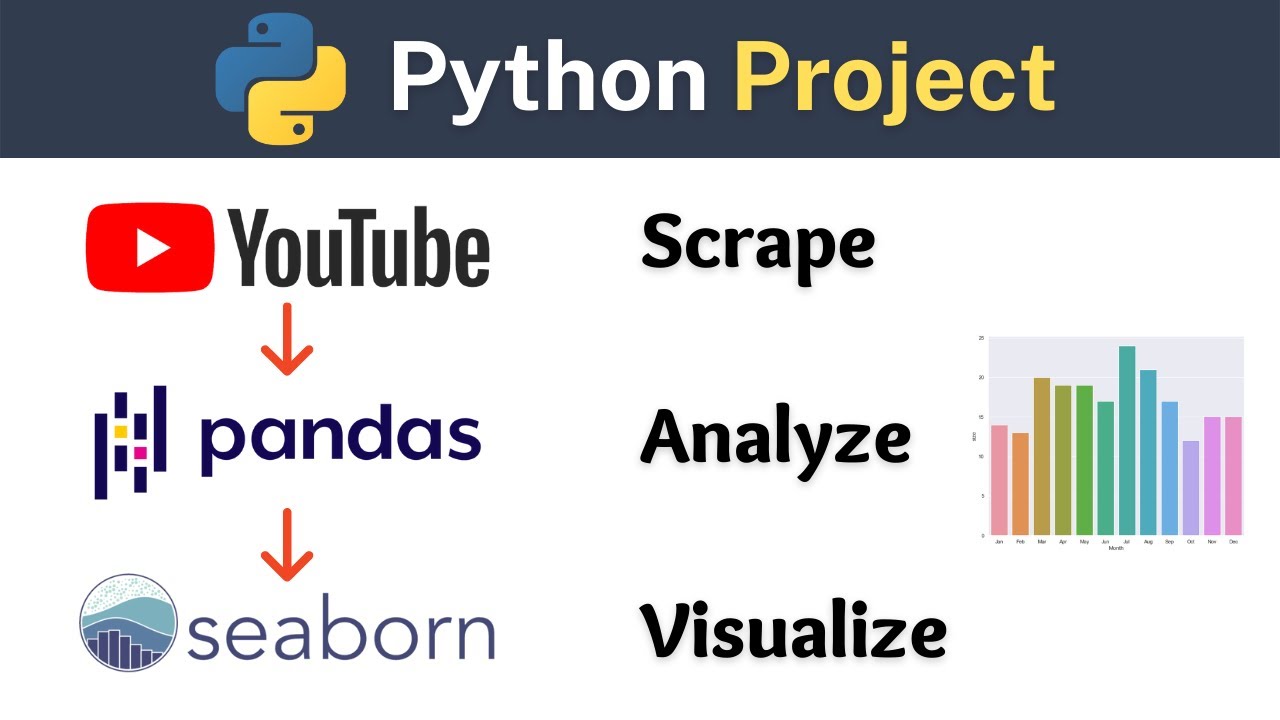 Python Project
YouTube
Scrape
pandas
Analyze
25
20
15
10
5
0
size
Jan Feb Mar Apr May Jun Jul Aug Sep Oct Nov Dec
Month
seaborn
Visualize